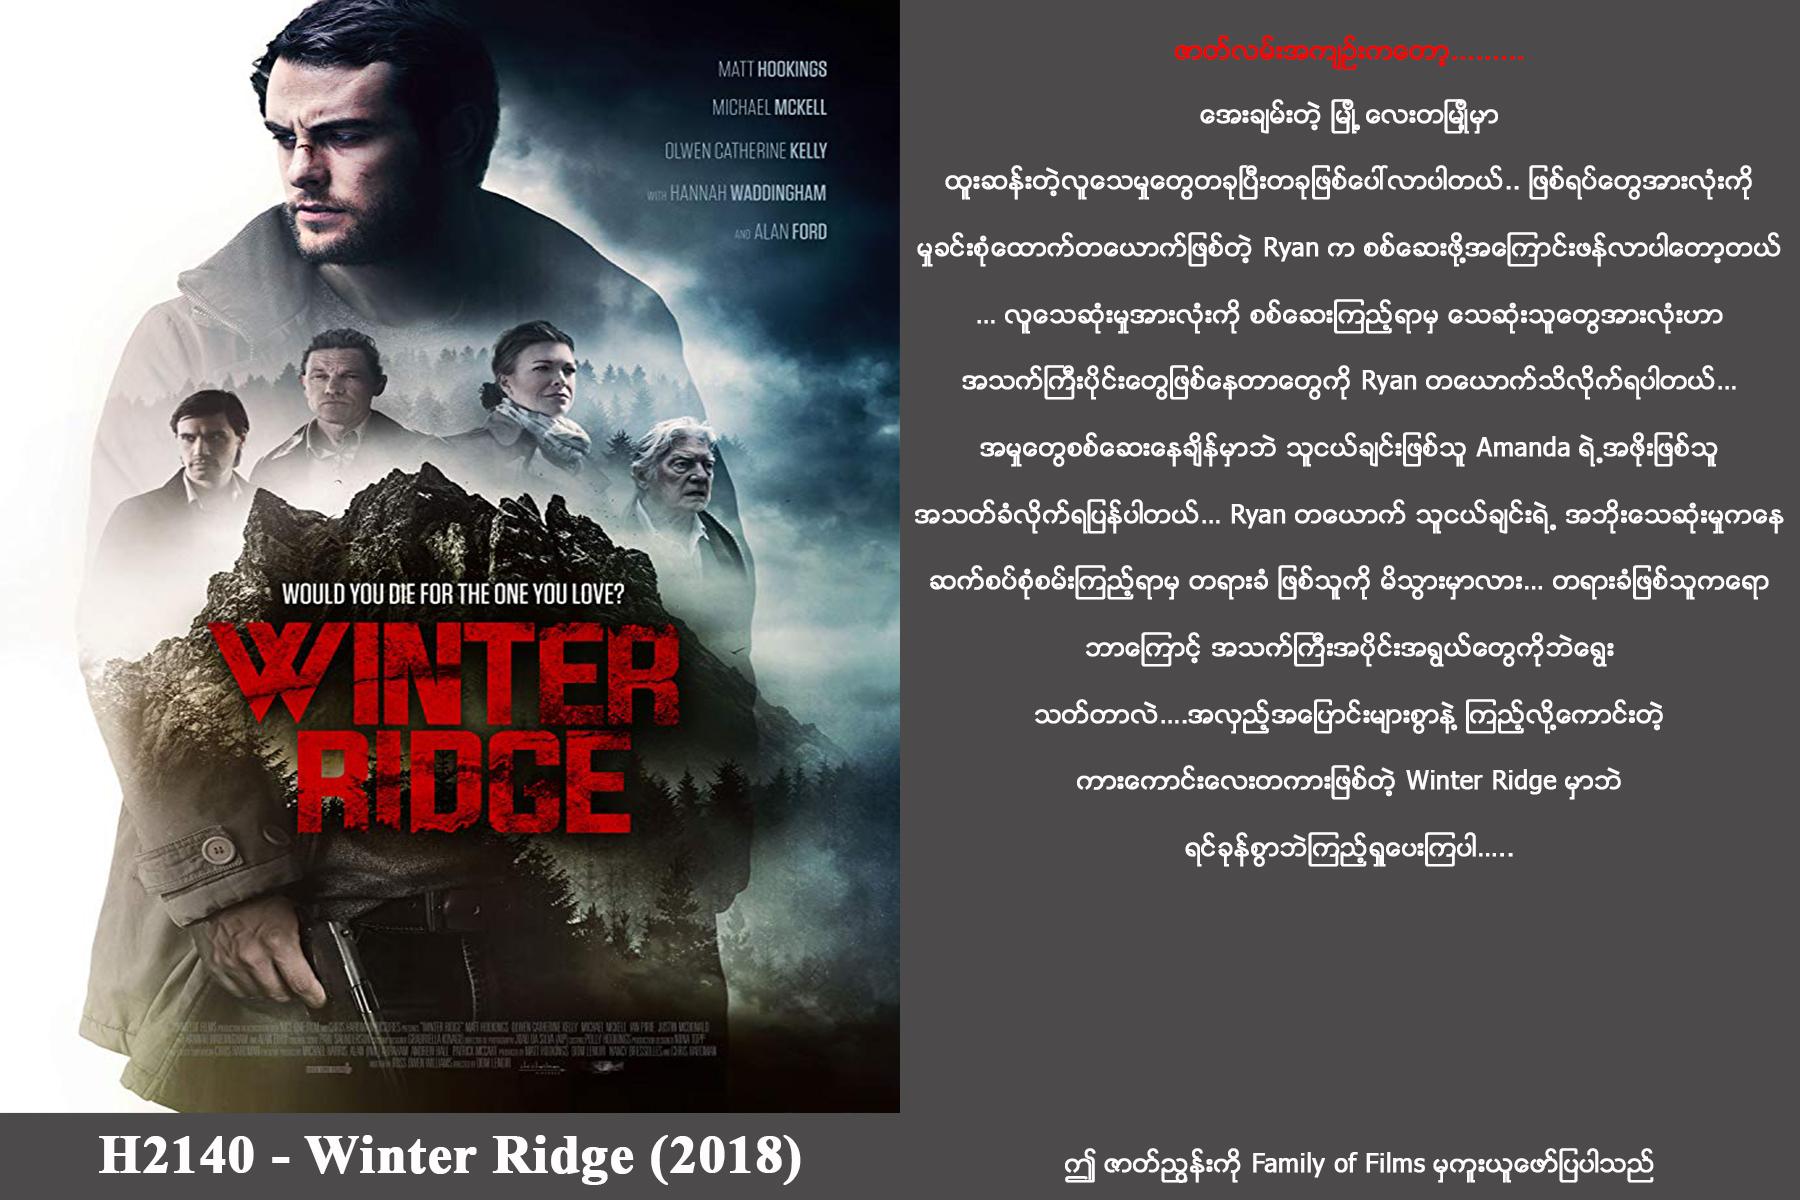 MATT HOOKINGS
MICHAEL MCKELL
OLWEN CATHERINE KELLY
WITH HANNAH WADDINGHAM
AND ALAN FORD
WOULD YOU DIE FOR THE ONE YOU LOVE?
WINTER
RIDGE
H2140 - Winter Ridge (2018)
ဇာတ်လမ်းအကျဉ်းကတော့.........
အေးချမ်းတဲ့ မြို့ လေးတမြို့မှာ
ထူးဆန်းတဲ့လူသေမှုတွေတခုပြီးတခုဖြစ်ပေါ်လာပါတယ်.. ဖြစ်ရပ်တွေအားလုံးကို
မှုခင်းစုံထောက်တယောက်ဖြစ်တဲ့ Ryan က စစ်ဆေးဖို့အကြောင်းဖန်လာပါတော့တယ်
... လူသေဆုံးမှုအားလုံးကို စစ်ဆေးကြည့်ရာမှ သေဆုံးသူတွေအားလုံးဟာ
အသက်ကြီးပိုင်းတွေဖြစ်နေတာတွေကို Ryan တယောက်သိလိုက်ရပါတယ်...
အမှုတွေစစ်ဆေးနေချိန်မှာဘဲ သူငယ်ချင်းဖြစ်သူ Amanda ရဲ့အဖိုးဖြစ်သူ
အသတ်ခံလိုက်ရပြန်ပါတယ်... Ryan တယောက် သူငယ်ချင်းရဲ့ အဘိုးသေဆုံးမှုကနေ
ဆက်စပ်စုံစမ်းကြည့်ရာမှ တရားခံ ဖြစ်သူကို မိသွားမှာလား... တရားခံဖြစ်သူကရော
ဘာကြောင့် အသက်ကြီးအပိုင်းအရွယ်တွေကိုဘဲရွေး
သတ်တာလဲ....အလှည့်အပြောင်းများစွာနဲ့ ကြည့်လို့ကောင်းတဲ့
ကားကောင်းလေးတကားဖြစ်တဲ့ Winter Ridge မှာဘဲ
ရင်ခုန်စွာဘဲကြည့်ရှုပေးကြပါ.....
ဤ ဇာတ်ညွှန်းကို Family of Films မှကူးယူဖော်ပြပါသည်